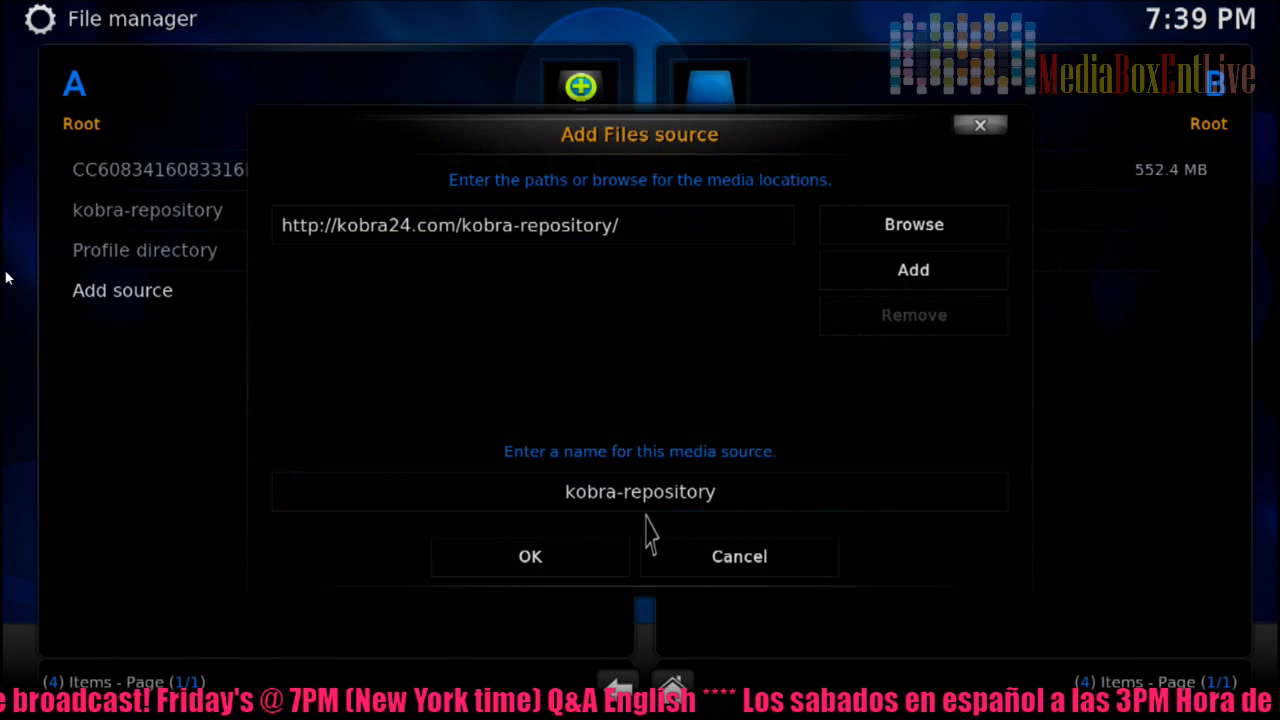 File manager
7:39 PM
MediaBoxEntLive
A
B
Root
Root
Add Files source
Enter the paths or browse for the media locations.
CC6083416083316
552.4 MB
kobra-repository
http://kobra24.com/kobra-repository/
Browse
Profile directory
Add
Add source
Remove
Enter a name for this media source.
kobra-repository
OK
Cancel
(4) Items - Page (1/1)
(4) Items - Page (1/1)
e broadcast! Friday's @ 7PM (New York time) Q&A English **** Los sabados en español a las 3PM Hora de